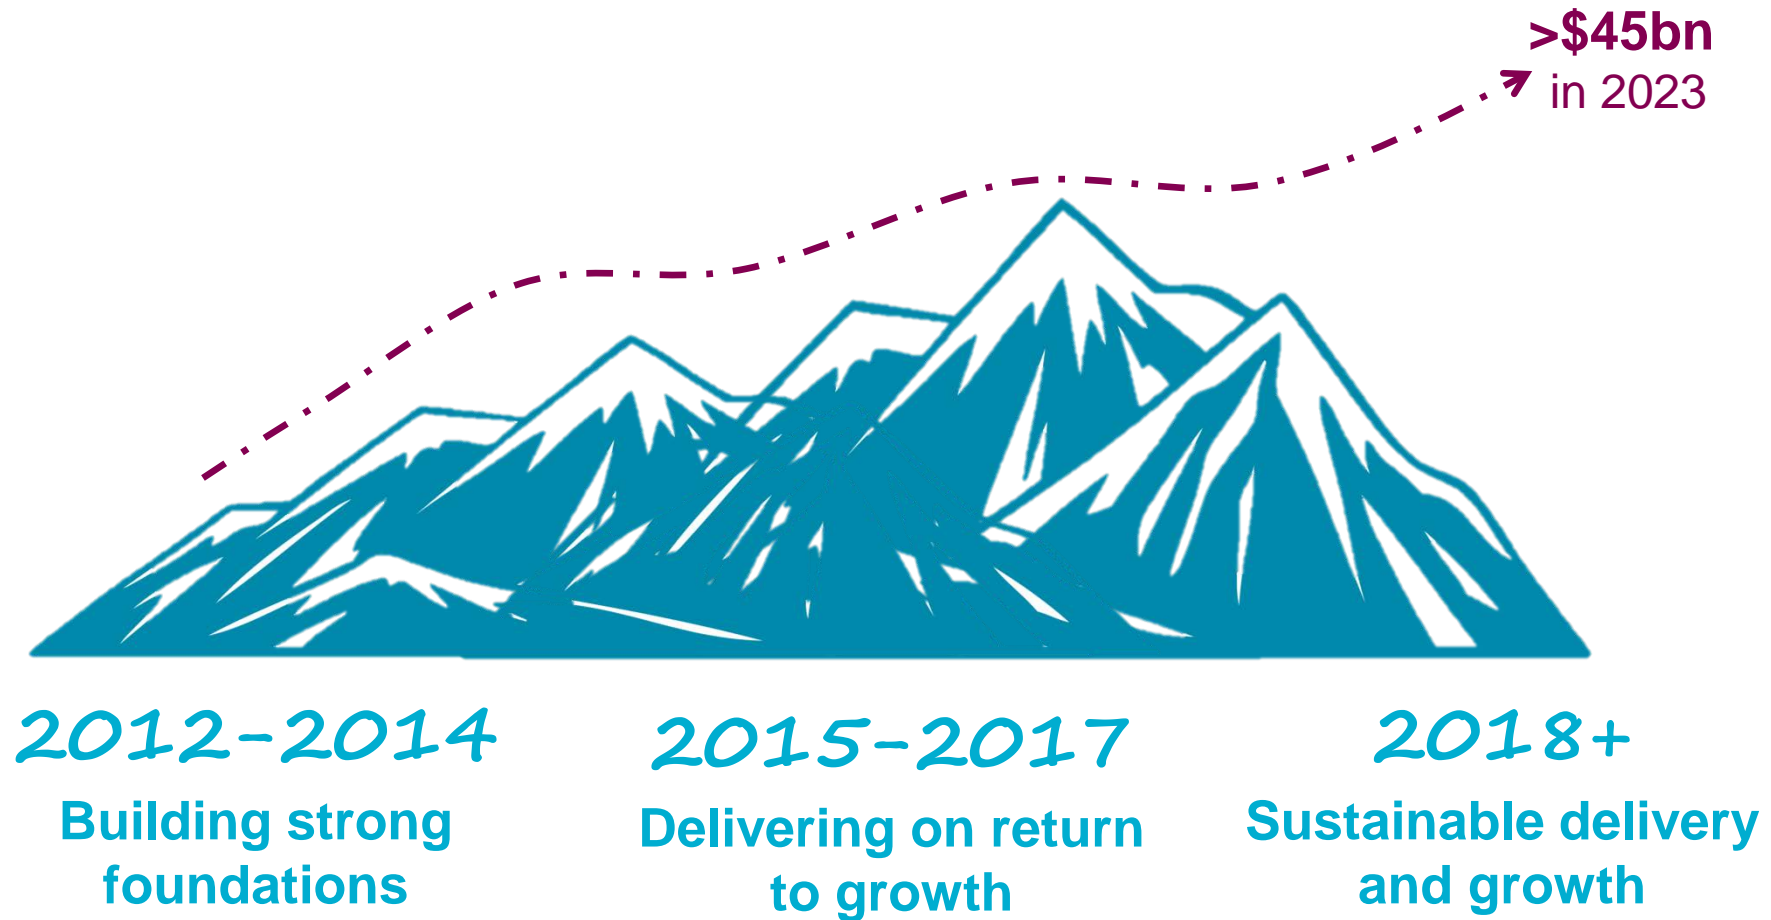 >$45bn
in 2023
2012-2014
Building strong
foundations
2015-2017
Delivering on return
to growth
2018+
Sustainable delivery
and growth